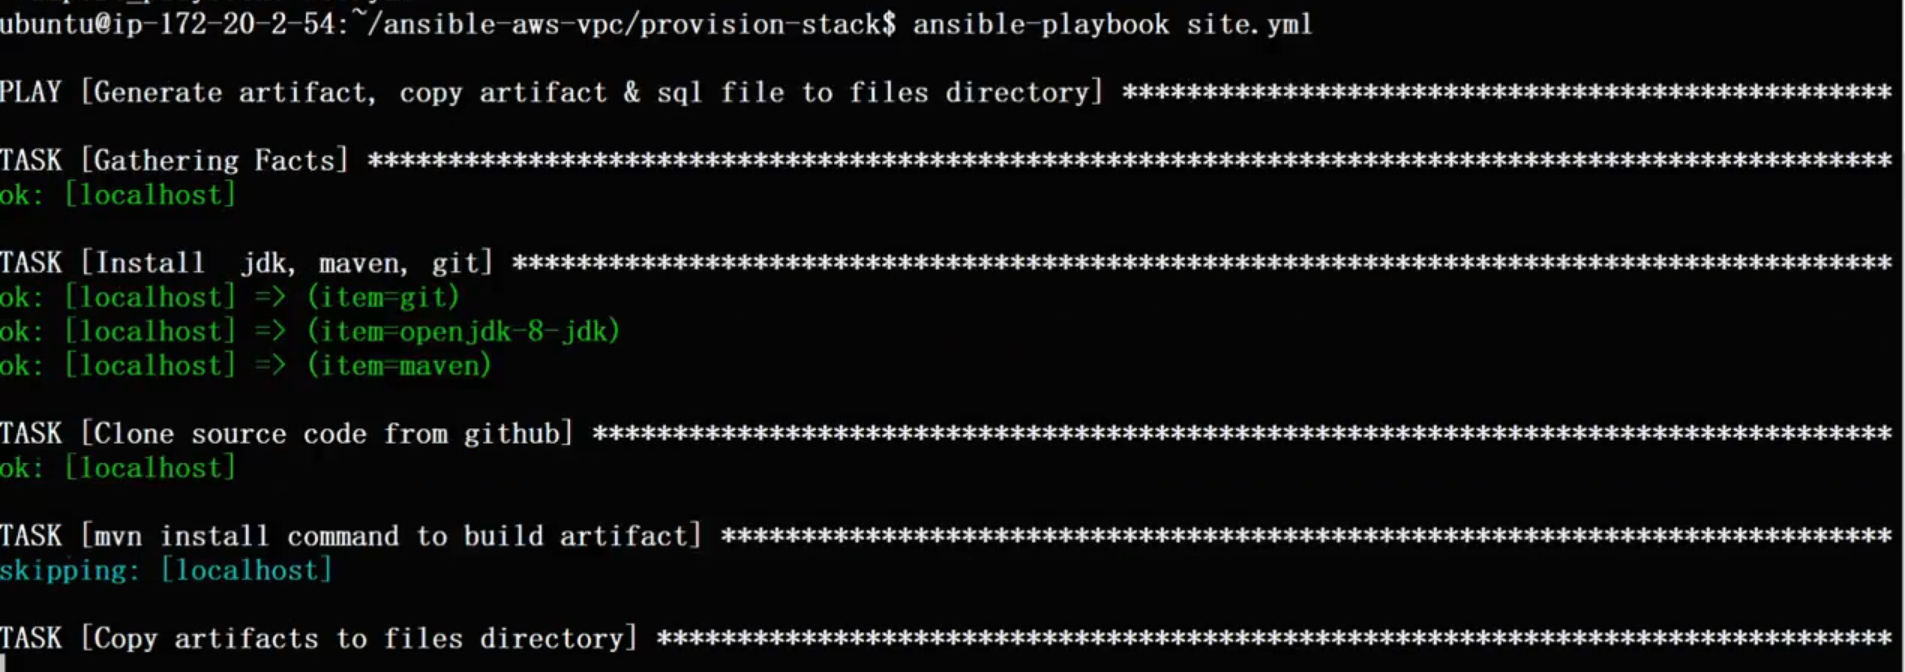 ubuntu@ip-172-20-2-54:~/ansible-aws-vpc/provision-stack$ ansible-playbook site.yml
PLAY [Generate artifact, copy artifact & sql file to files directory] ************************************************
TASK [Gathering Facts] ***********************************************************************************************
ok: [localhost]
TASK [Install  jdk, maven, git] **************************************************************************************
ok: [localhost] => (item=git)
ok: [localhost] => (item=openjdk-8-jdk)
ok: [localhost] => (item=maven)
TASK [Clone source code from github] *********************************************************************************
ok: [localhost]
TASK [mvn install command to build artifact] *************************************************************************
skipping: [localhost]
TASK [Copy artifacts to files directory] *****************************************************************************